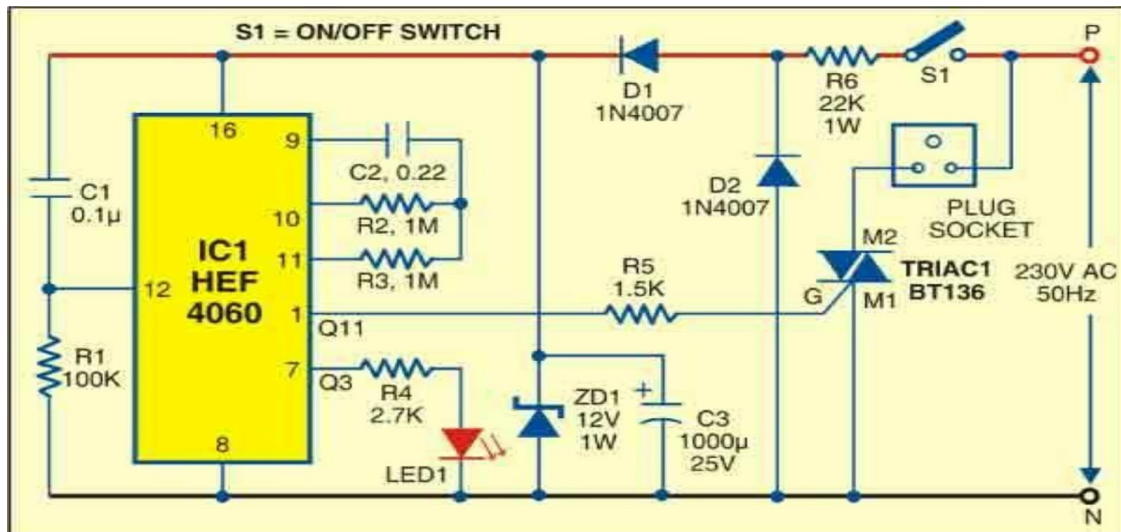 S1 = ON/OFF SWITCH
P
D1
1N4007
R6
22K
1W
S1
16
9
C2, 0.22
C1
0.1µ
D2
1N4007
PLUG
SOCKET
10
R2, 1M
IC1
HEF
4060
11
R3, 1M
12
M2
TRIAC1
BT136
G
M1
230V AC
50Hz
R5
1.5K
1
Q11
R1
100K
7
Q3
R4
2.7K
ZD1
12V
1W
+
C3
1000µ
25V
8
LED1
N